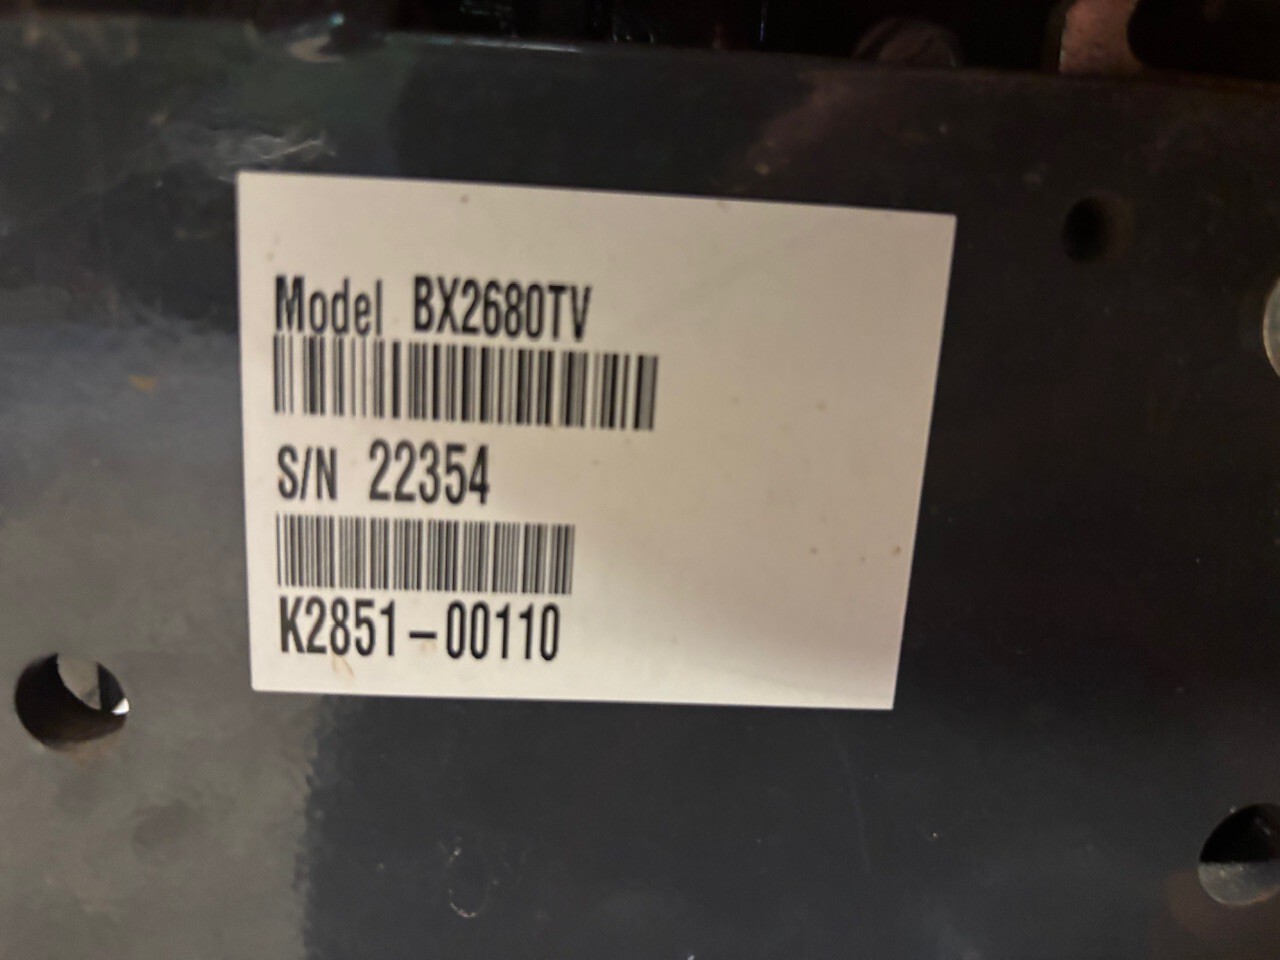 Model BX2680TV
S/N 22354
K2851-00110